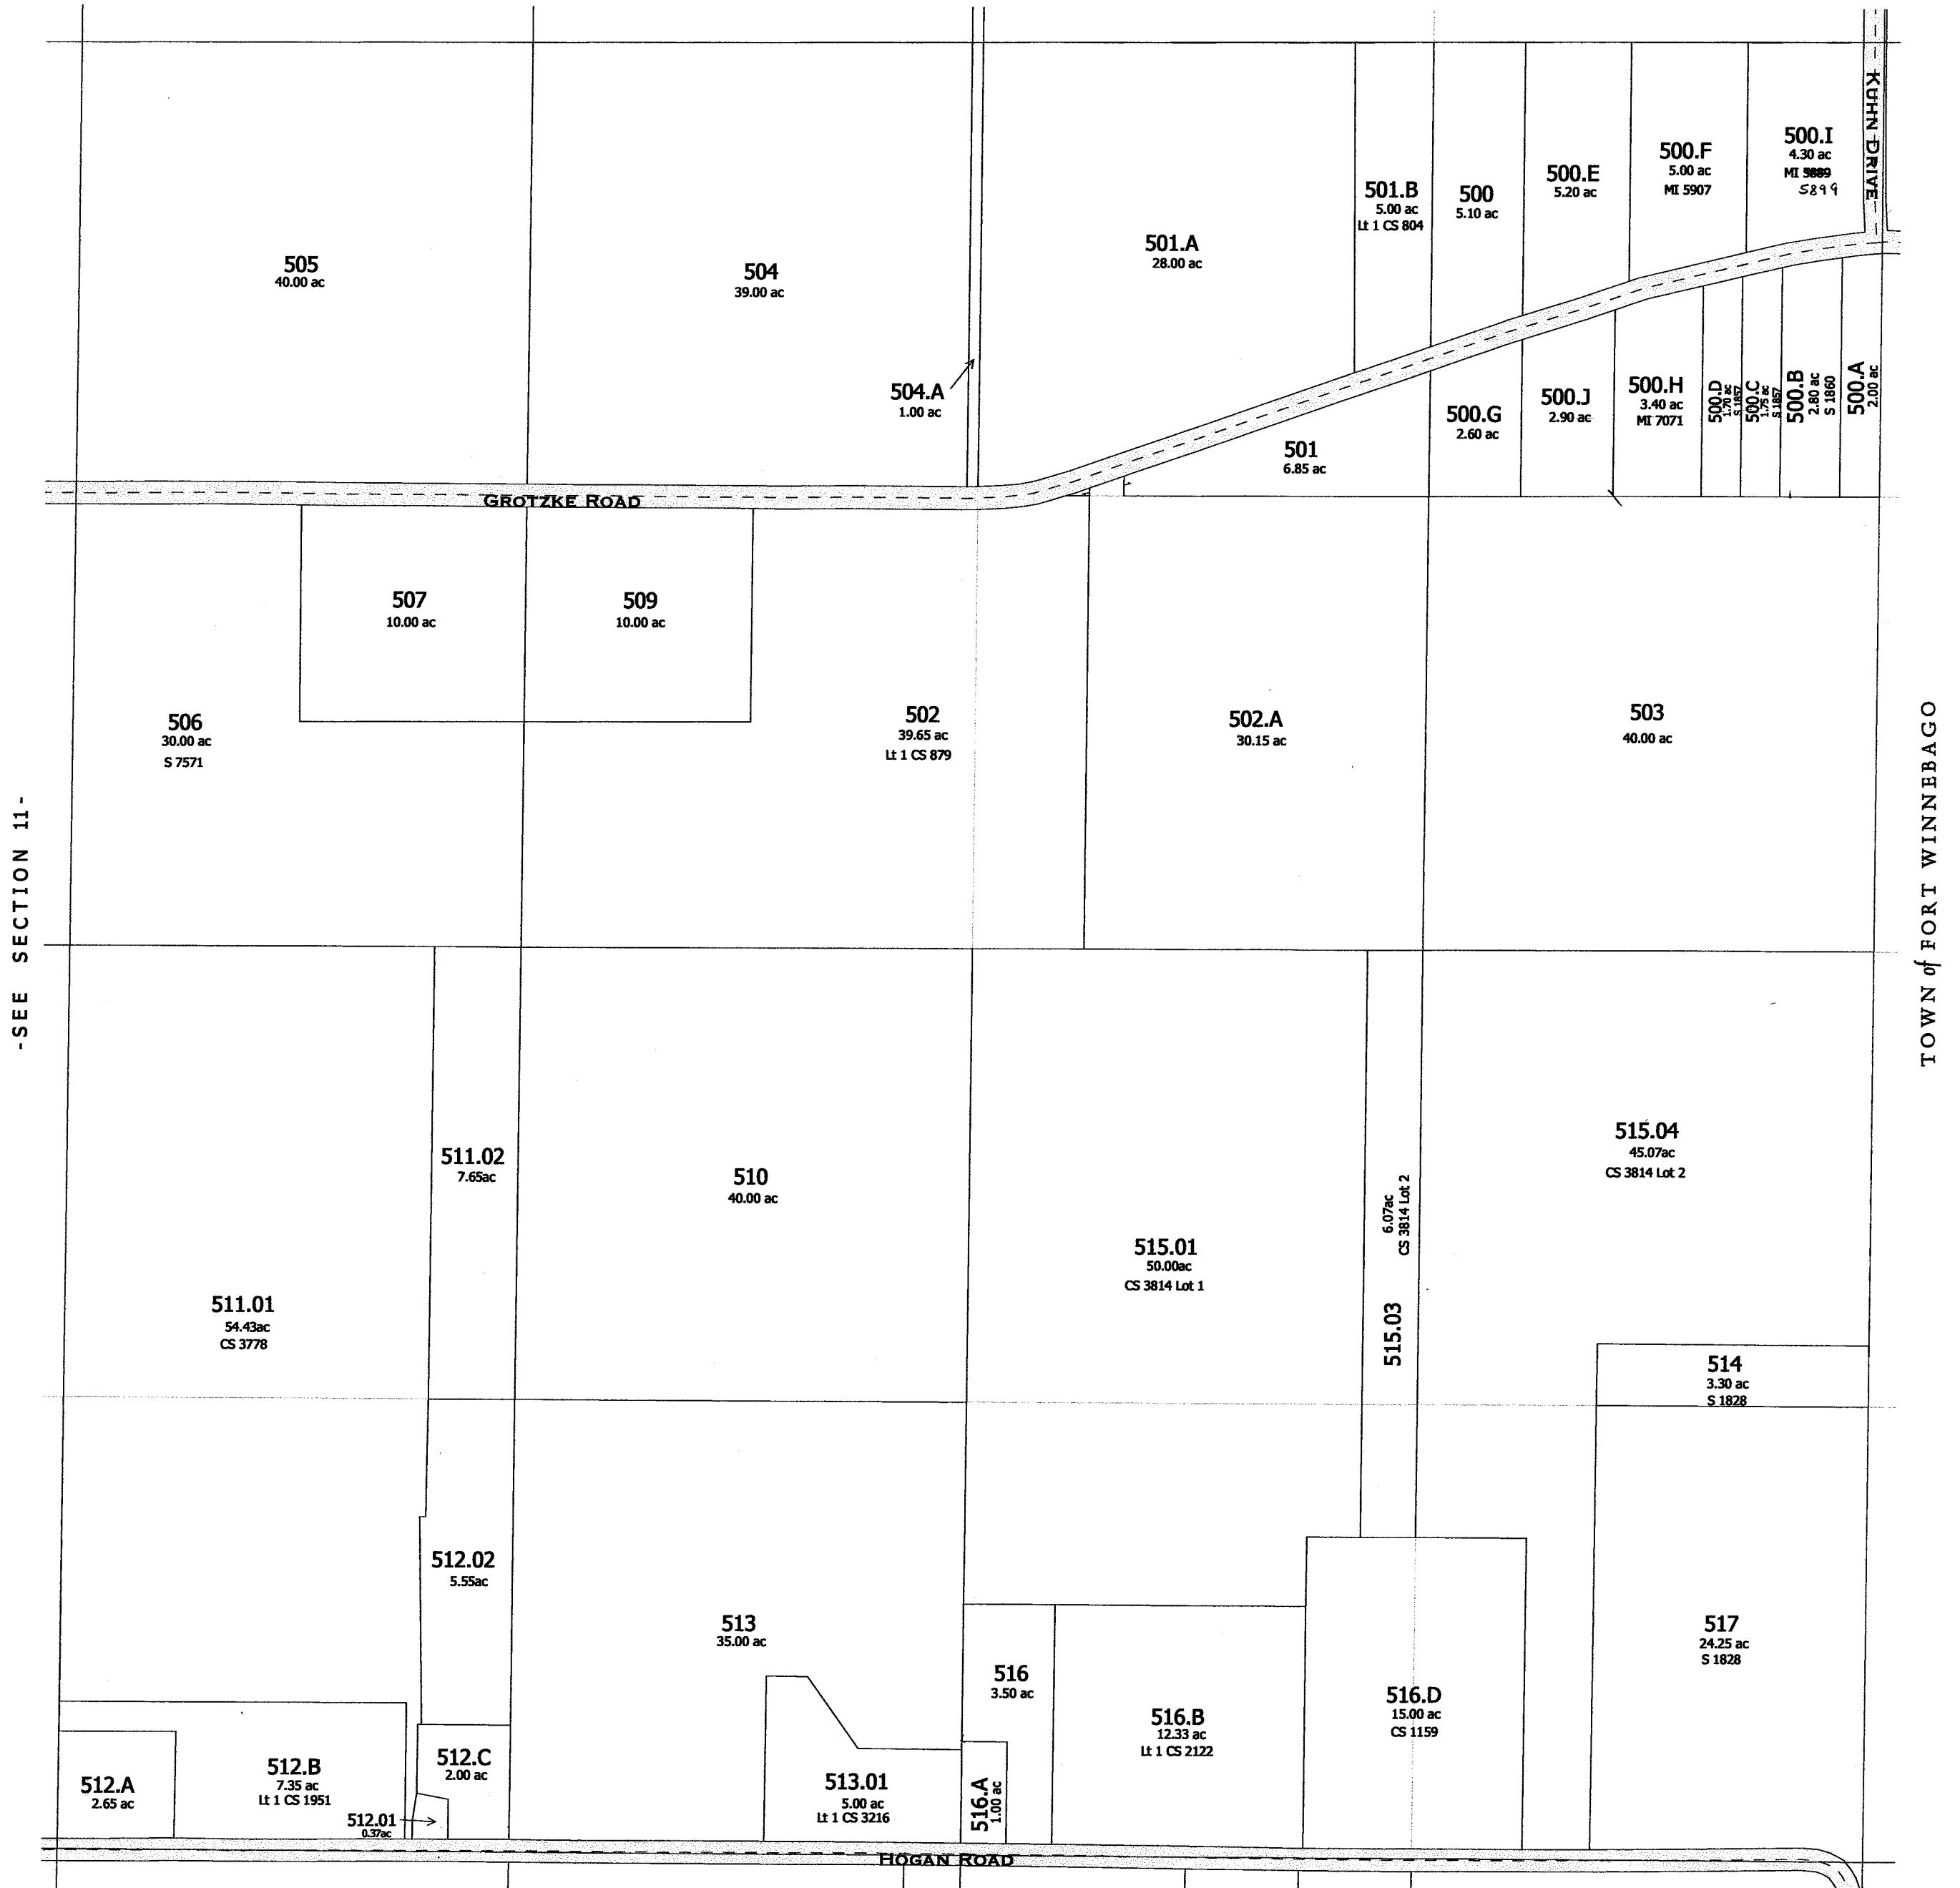 KUHN DRIVE
500.I
4.30 ac
MI 5889
5899
500.F
5.00 ac
MI 5907
500.E
5.20 ac
500
5.10 ac
501.B
5.00 ac
Lt 1 CS 804
501.A
28.00 ac
504
39.00 ac
505
40.00 ac
504.A
1.00 ac
501
6.85 ac
500.G
2.60 ac
500.J
2.90 ac
500.H
3.40 ac
MI 7071
500.D
1.70 ac
S 1857
500.C
1.75 ac
S 1857
500.B
2.80 ac
S 1860
500.A
2.00 ac
GROTZKE ROAD
507
10.00 ac
509
10.00 ac
506
30.00 ac
S 7571
502
39.65 ac
Lt 1 CS 879
502.A
30.15 ac
503
40.00 ac
-SEE SECTION 11-
TOWN of FORT WINNEBAGO
511.02
7.65ac
510
40.00 ac
511.01
54.43ac
CS 3778
515.01
50.00ac
CS 3814 Lot 1
515.03
6.07ac
CS 3814 Lot 2
515.04
45.07ac
CS 3814 Lot 2
514
3.30 ac
S 1828
512.02
5.55ac
513
35.00 ac
516
3.50 ac
516.B
12.33 ac
Lt 1 CS 2122
516.D
15.00 ac
CS 1159
517
24.25 ac
S 1828
512.A
2.65 ac
512.B
7.35 ac
Lt 1 CS 1951
512.C
2.00 ac
512.01
0.37ac
513.01
5.00 ac
Lt 1 CS 3216
516.A
1.00 ac
HOGAN ROAD